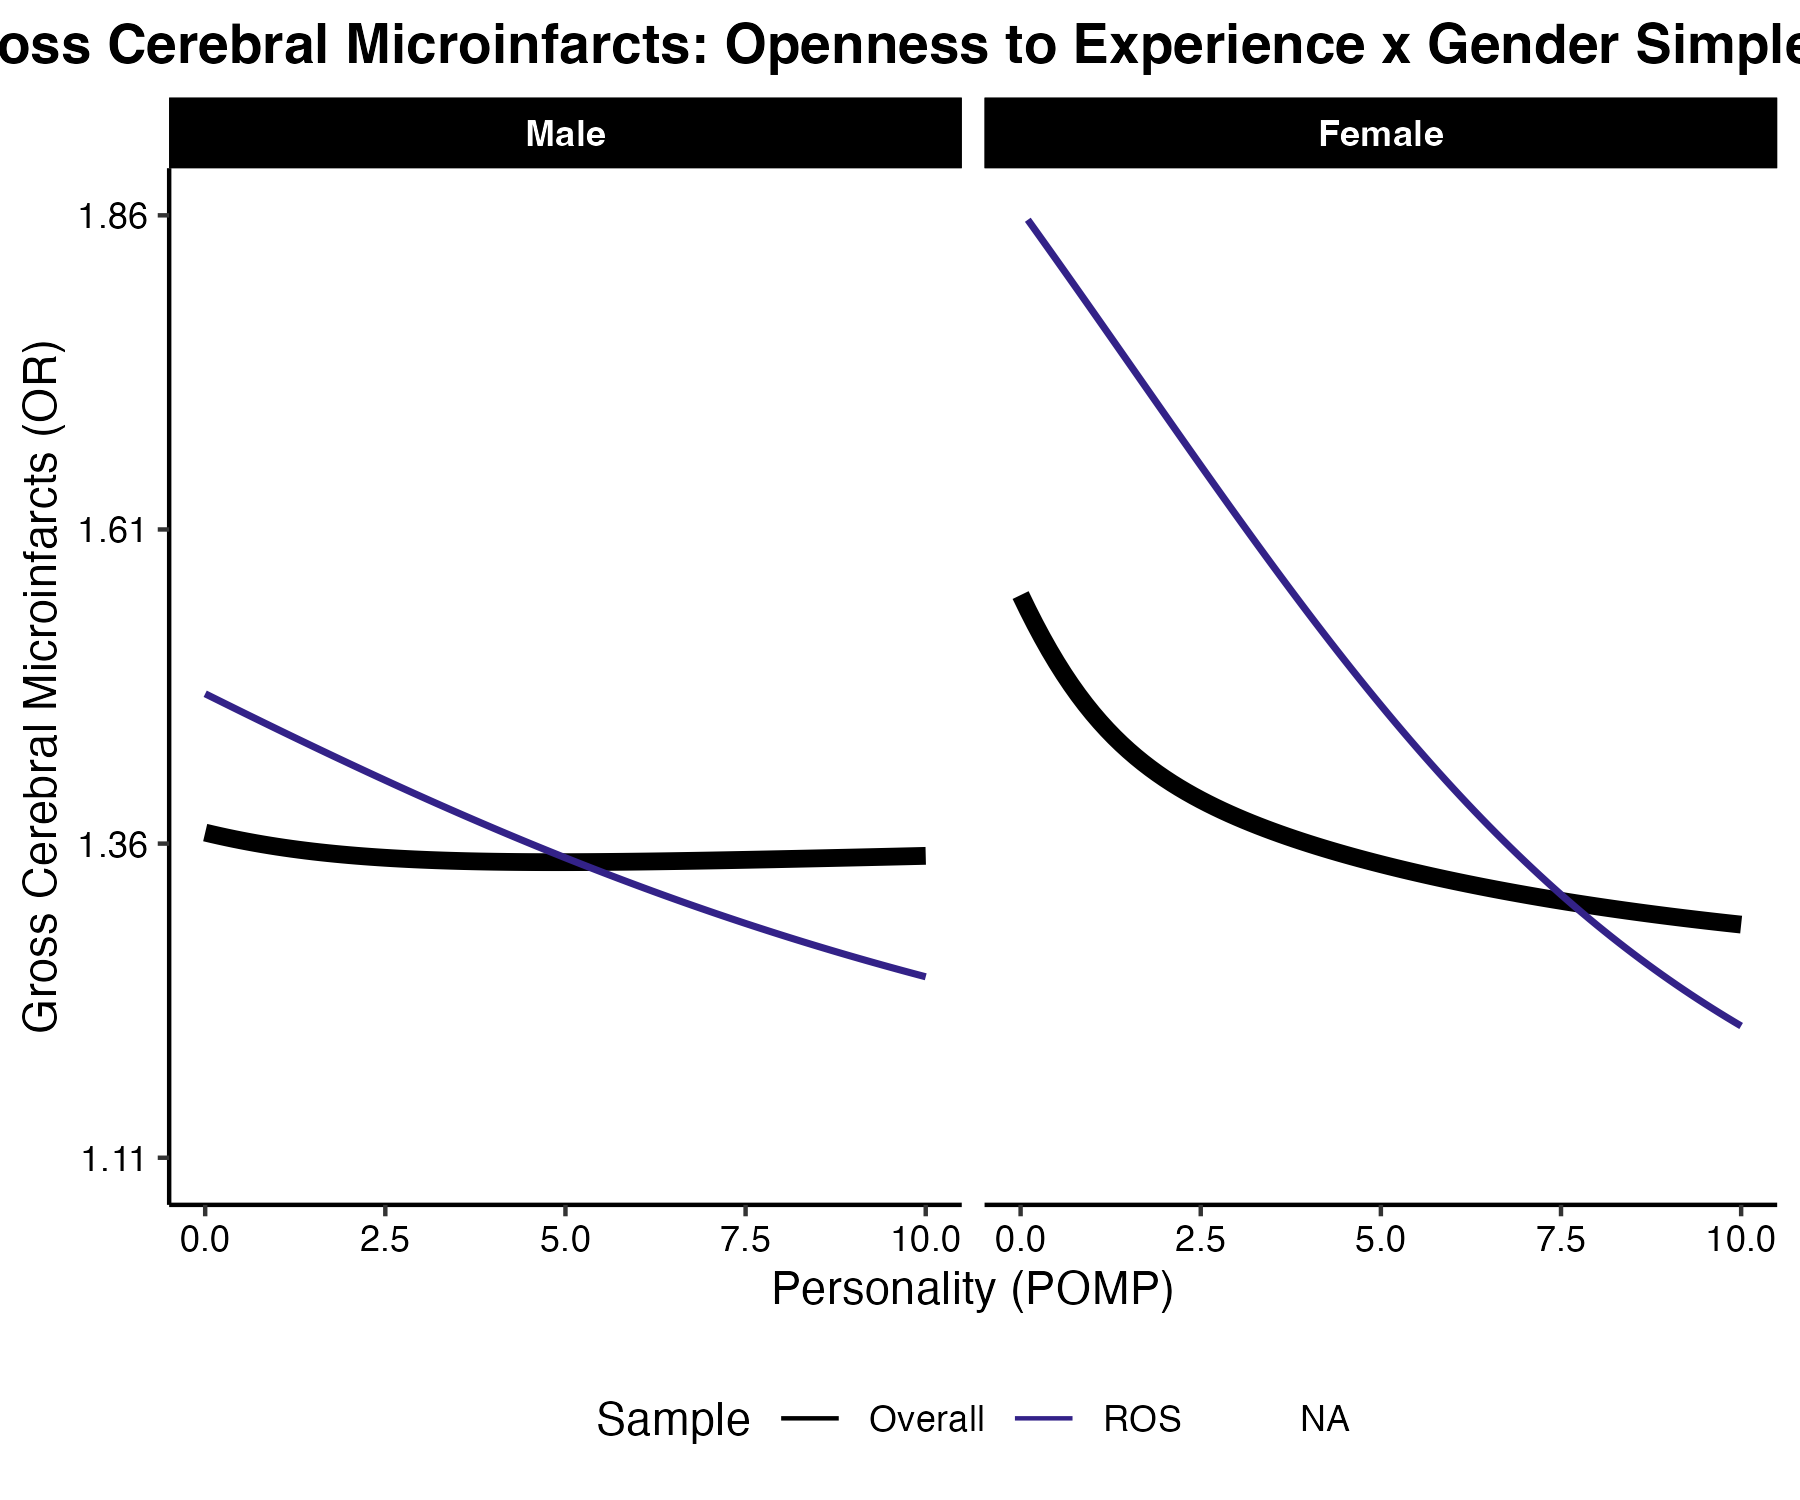 oss Cerebral Microinfarcts: Openness to Experience x Gender Simple
Male
Female
Gross Cerebral Microinfarcts (OR)
1.86
1.61
1.36
1.11
0.0 2.5 5.0 7.5 10.0 0.0 2.5 5.0 7.5 10.0
Personality (POMP)
Sample Overall ROS NA